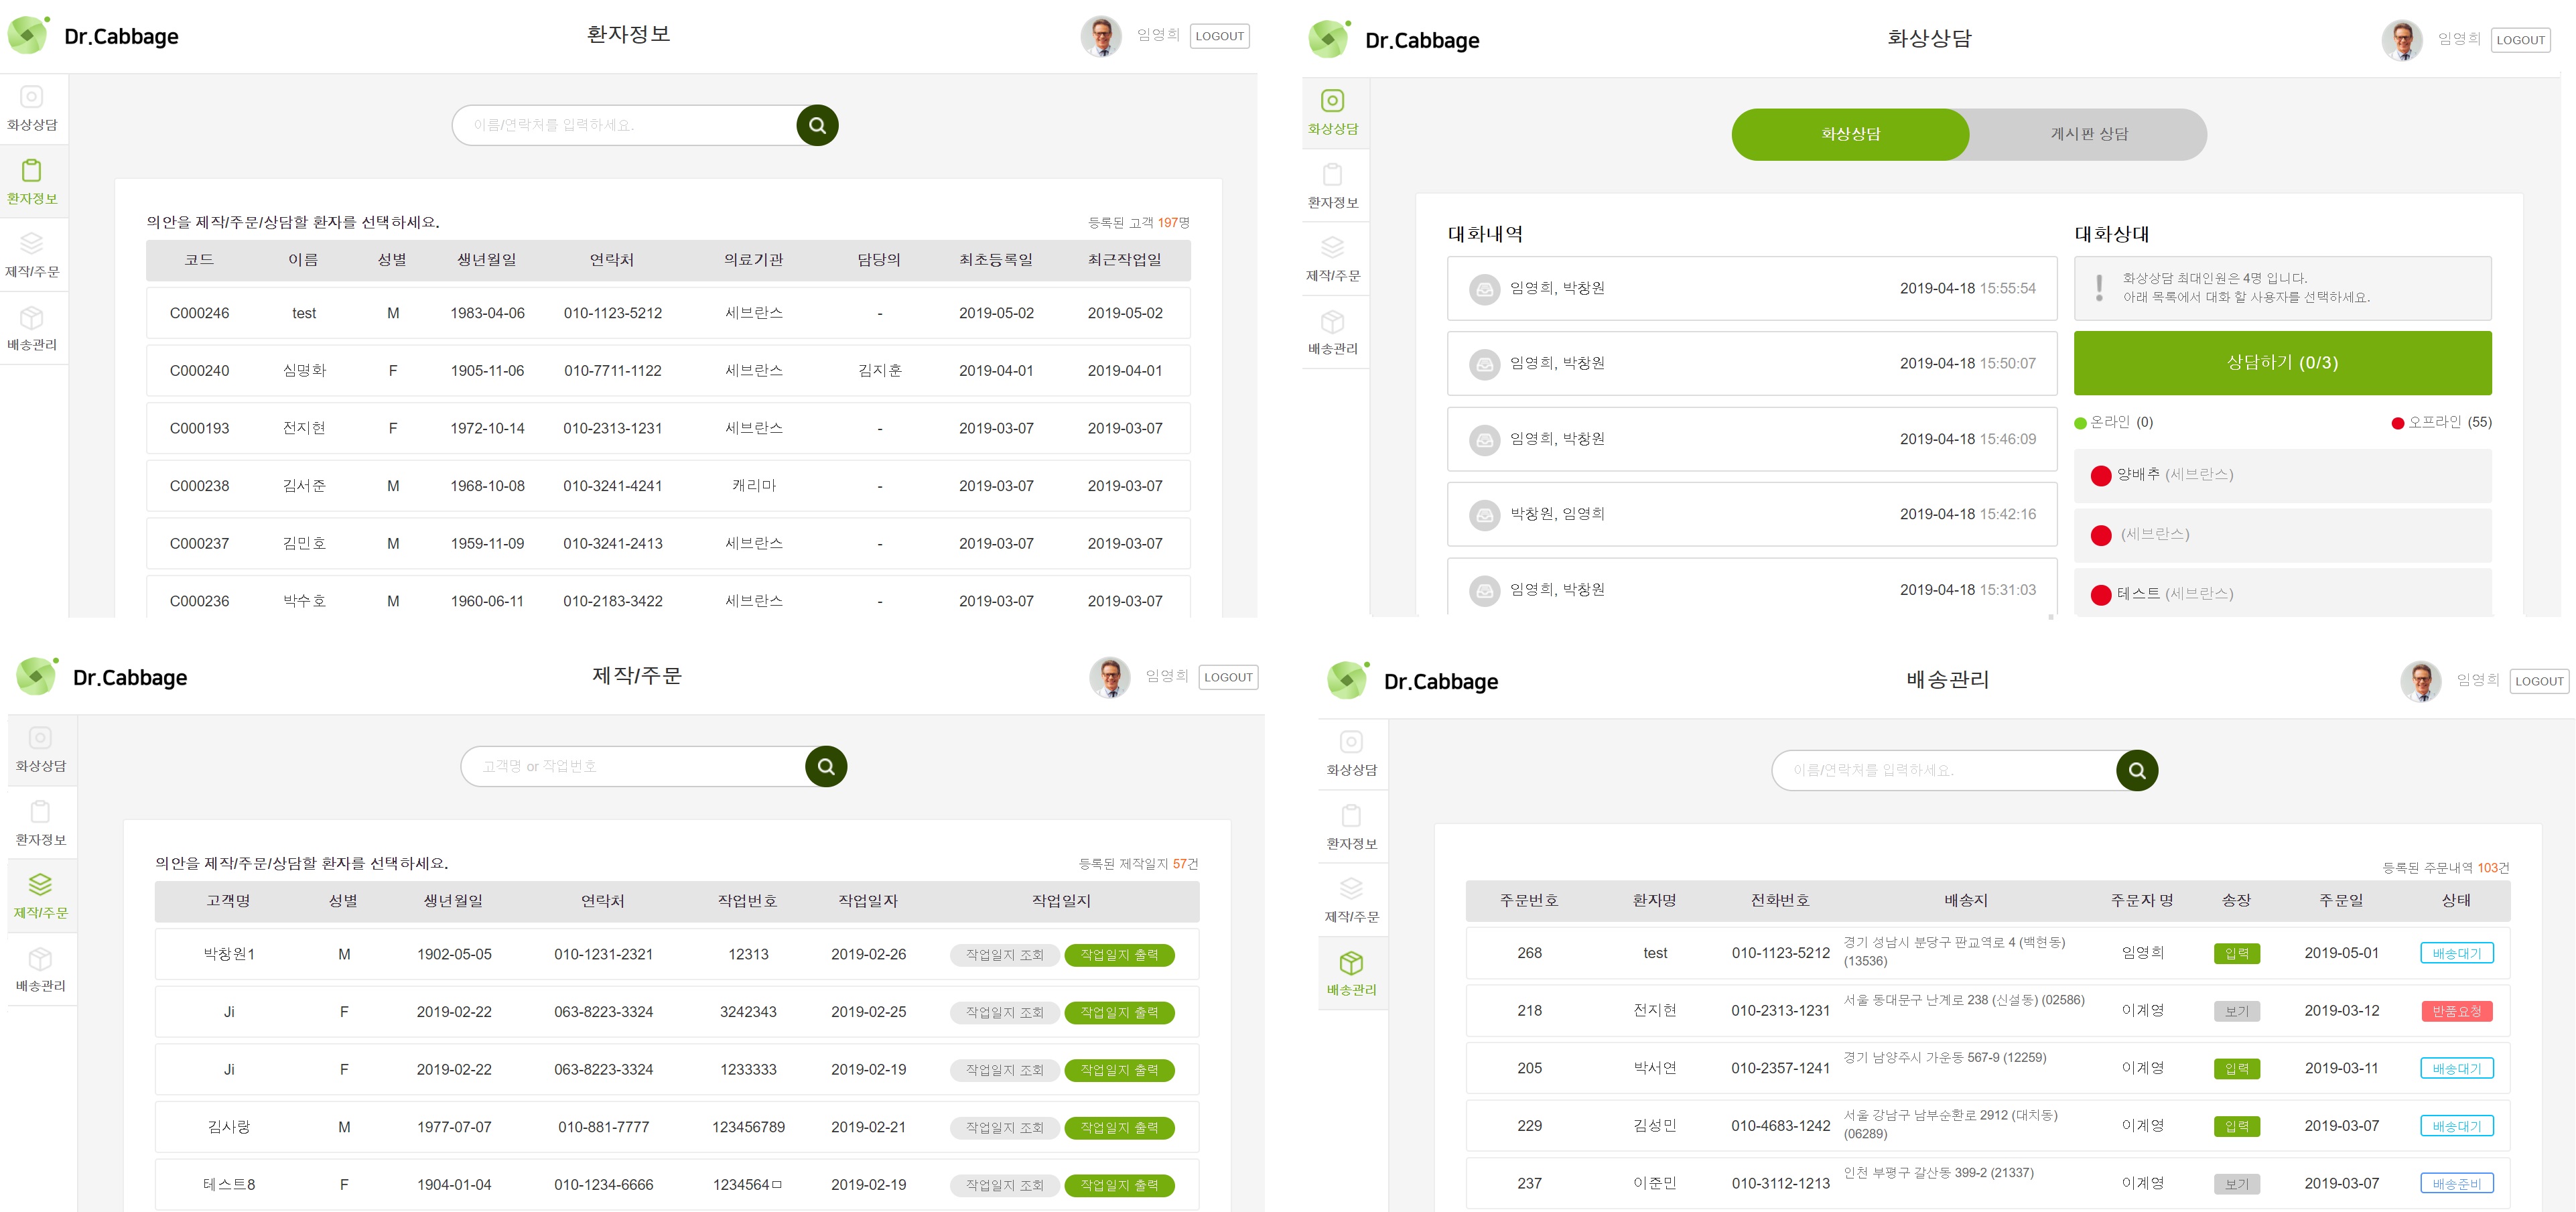 Dr.Cabbage
환자정보
임영희 LOGOUT
화상상담
환자정보
제작/주문
배송관리
이름/연락처를 입력하세요.
의안을 제작/주문/상담할 환자를 선택하세요.
등록된 고객 197명
코드 이름 성별 생년월일 연락처 의료기관 담당의 최초등록일 최근작업일
C000246 test M 1983-04-06 010-1123-5212 세브란스 - 2019-05-02 2019-05-02
C000240 심명화 F 1905-11-06 010-7711-1122 세브란스 김지훈 2019-04-01 2019-04-01
C000193 전지현 F 1972-10-14 010-2313-1231 세브란스 - 2019-03-07 2019-03-07
C000238 김서준 M 1968-10-08 010-3241-4241 캐리마 - 2019-03-07 2019-03-07
C000237 김민호 M 1959-11-09 010-3241-2413 세브란스 - 2019-03-07 2019-03-07
C000236 박수호 M 1960-06-11 010-2183-3422 세브란스 - 2019-03-07 2019-03-07
Dr.Cabbage
화상상담
임영희 LOGOUT
화상상담
환자정보
제작/주문
배송관리
화상상담 게시판 상담
대화내역
임영희, 박창원 2019-04-18 15:55:54
임영희, 박창원 2019-04-18 15:50:07
임영희, 박창원 2019-04-18 15:46:09
박창원, 임영희 2019-04-18 15:42:16
임영희, 박창원 2019-04-18 15:31:03
대화상대
화상상담 최대인원은 4명 입니다.
아래 목록에서 대화 할 사용자를 선택하세요.
상담하기 (0/3)
온라인 (0) 오프라인 (55)
양배추 (세브란스)
(세브란스)
테스트 (세브란스)
Dr.Cabbage
제작/주문
임영희 LOGOUT
화상상담
환자정보
제작/주문
배송관리
고객명 or 작업번호
의안을 제작/주문/상담할 환자를 선택하세요.
등록된 제작일지 57건
고객명 성별 생년월일 연락처 작업번호 작업일자 작업일지
박창원1 M 1902-05-05 010-1231-2321 12313 2019-02-26 작업일지 조회 작업일지 출력
Ji F 2019-02-22 063-8223-3324 3242343 2019-02-25 작업일지 조회 작업일지 출력
Ji F 2019-02-22 063-8223-3324 1233333 2019-02-19 작업일지 조회 작업일지 출력
김사랑 M 1977-07-07 010-881-7777 123456789 2019-02-21 작업일지 조회 작업일지 출력
테스트8 F 1904-01-04 010-1234-6666 1234564ㅁ 2019-02-19 작업일지 조회 작업일지 출력
Dr.Cabbage
배송관리
임영희 LOGOUT
화상상담
환자정보
제작/주문
배송관리
이름/연락처를 입력하세요.
등록된 주문내역 103건
주문번호 환자명 전화번호 배송지 주문자 명 송장 주문일 상태
268 test 010-1123-5212 경기 성남시 분당구 판교역로 4 (백현동)
(13536) 임영희 입력 2019-05-01 배송대기
218 전지현 010-2313-1231 서울 동대문구 난계로 238 (신설동) (02586) 이계영 보기 2019-03-12 반품요청
205 박서연 010-2357-1241 경기 남양주시 가운동 567-9 (12259) 이계영 입력 2019-03-11 배송대기
229 김성민 010-4683-1242 서울 강남구 남부순환로 2912 (대치동)
(06289) 이계영 입력 2019-03-07 배송대기
237 이준민 010-3112-1213 인천 부평구 갈산동 399-2 (21337) 이계영 보기 2019-03-07 배송준비